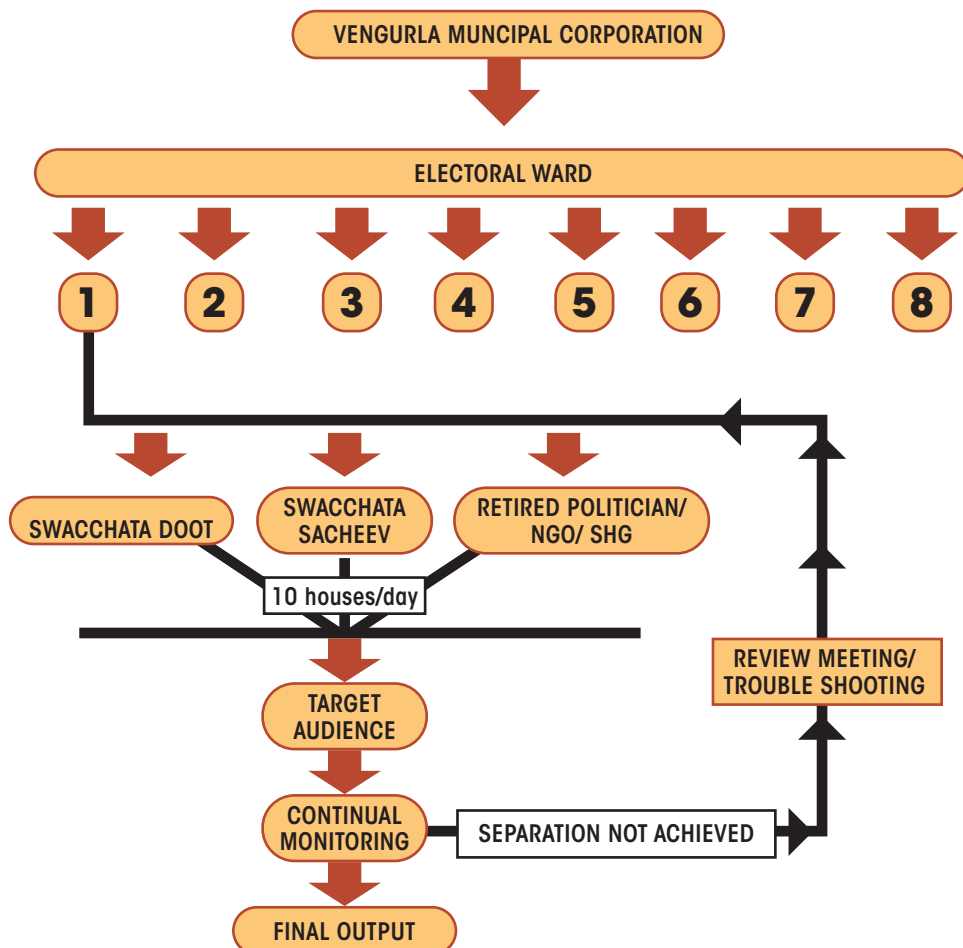 VENGURLA MUNCIPAL CORPORATION
ELECTORAL WARD
1 2 3 4 5 6 7 8
SWACCHATA DOOT
SWACCHATA
SACHEEV
RETIRED POLITICIAN/
NGO/ SHG
10 houses/day
REVIEW MEETING/
TROUBLE SHOOTING
TARGET
AUDIENCE
CONTINUAL
MONITORING
SEPARATION NOT ACHIEVED
FINAL OUTPUT